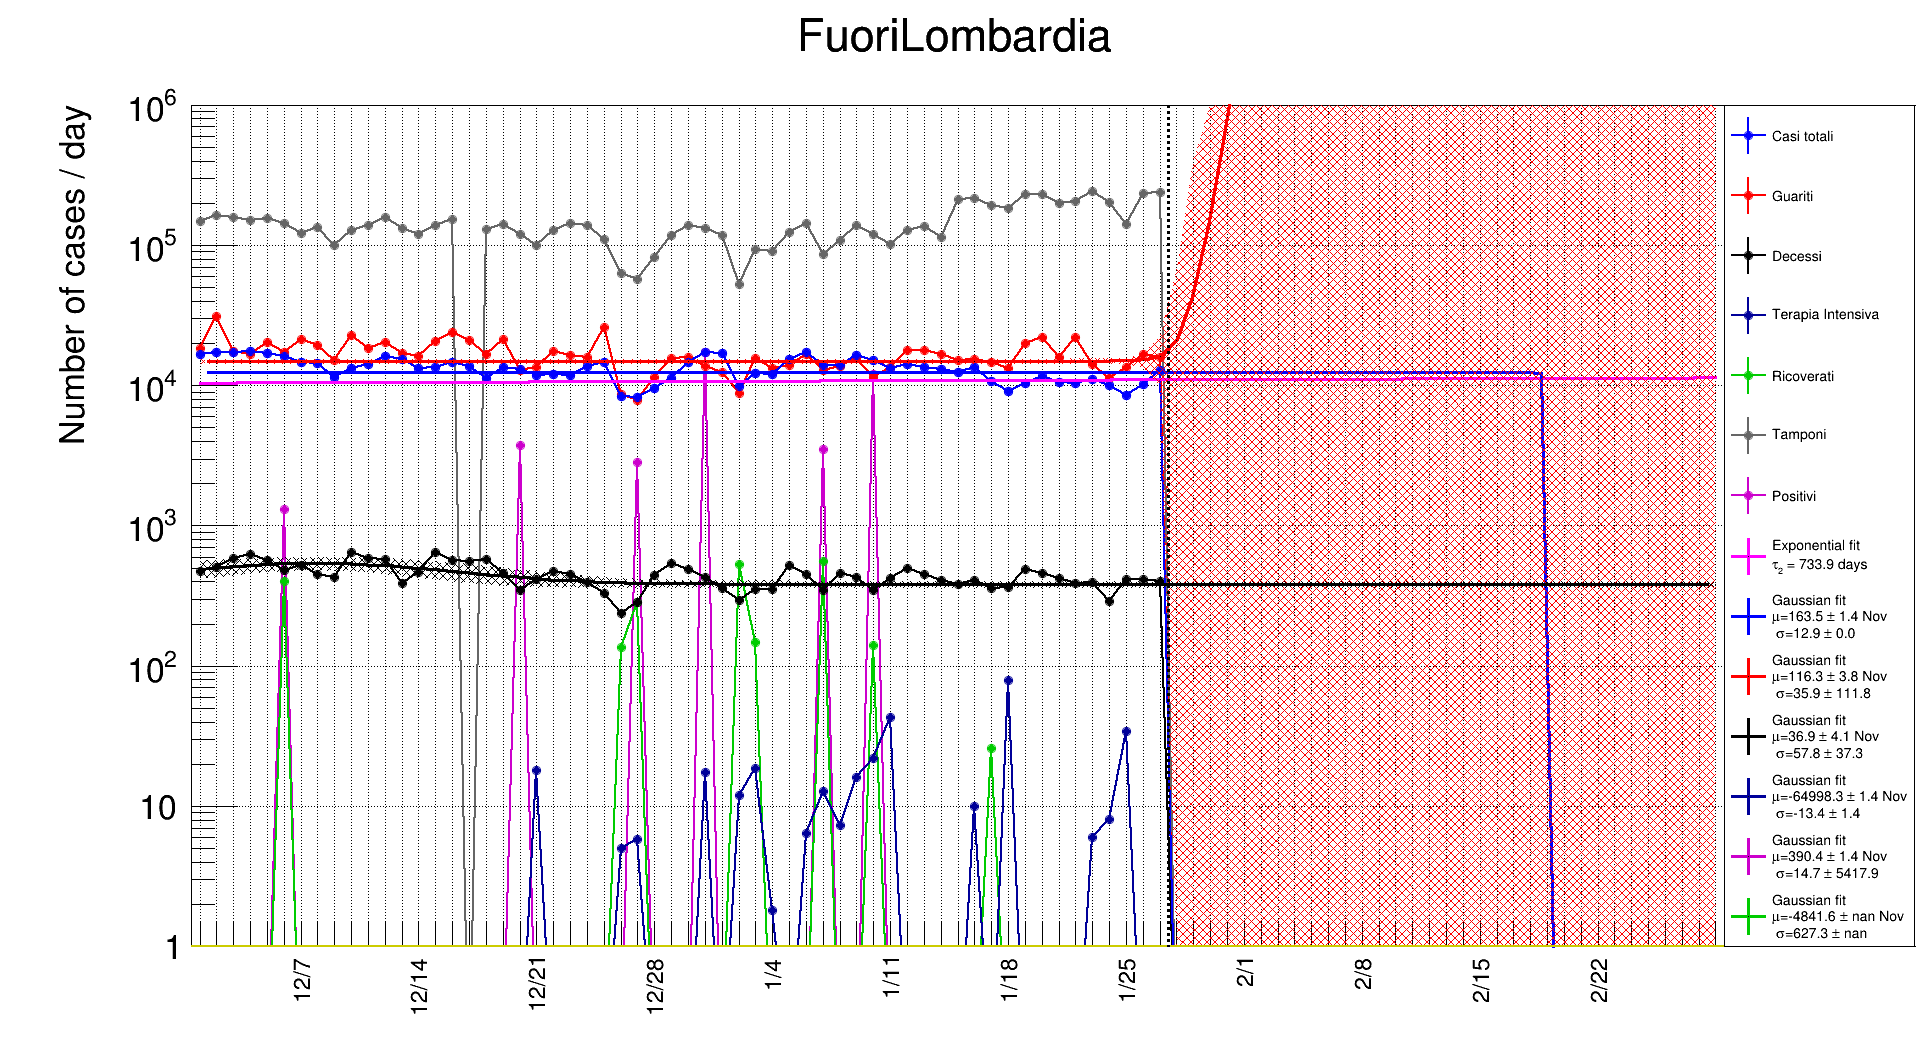 FuoriLombardia
Number of cases / day
10^6
10^5
10^4
10^3
10^2
10
1
12/7
12/14
12/21
12/28
1/4
1/11
1/18
1/25
2/1
2/8
2/15
2/22
Casi totali
Guariti
Decessi
Terapia Intensiva
Ricoverati
Tamponi
Positivi
Exponential fit
τ₂ = 733.9 days
Gaussian fit
μ=163.5 ± 1.4 Nov
σ=12.9 ± 0.0
Gaussian fit
μ=116.3 ± 3.8 Nov
σ=35.9 ± 111.8
Gaussian fit
μ=36.9 ± 4.1 Nov
σ=57.8 ± 37.3
Gaussian fit
μ=-64998.3 ± 1.4 Nov
σ=-13.4 ± 1.4
Gaussian fit
μ=390.4 ± 1.4 Nov
σ=14.7 ± 5417.9
Gaussian fit
μ=-4841.6 ± nan Nov
σ=627.3 ± nan